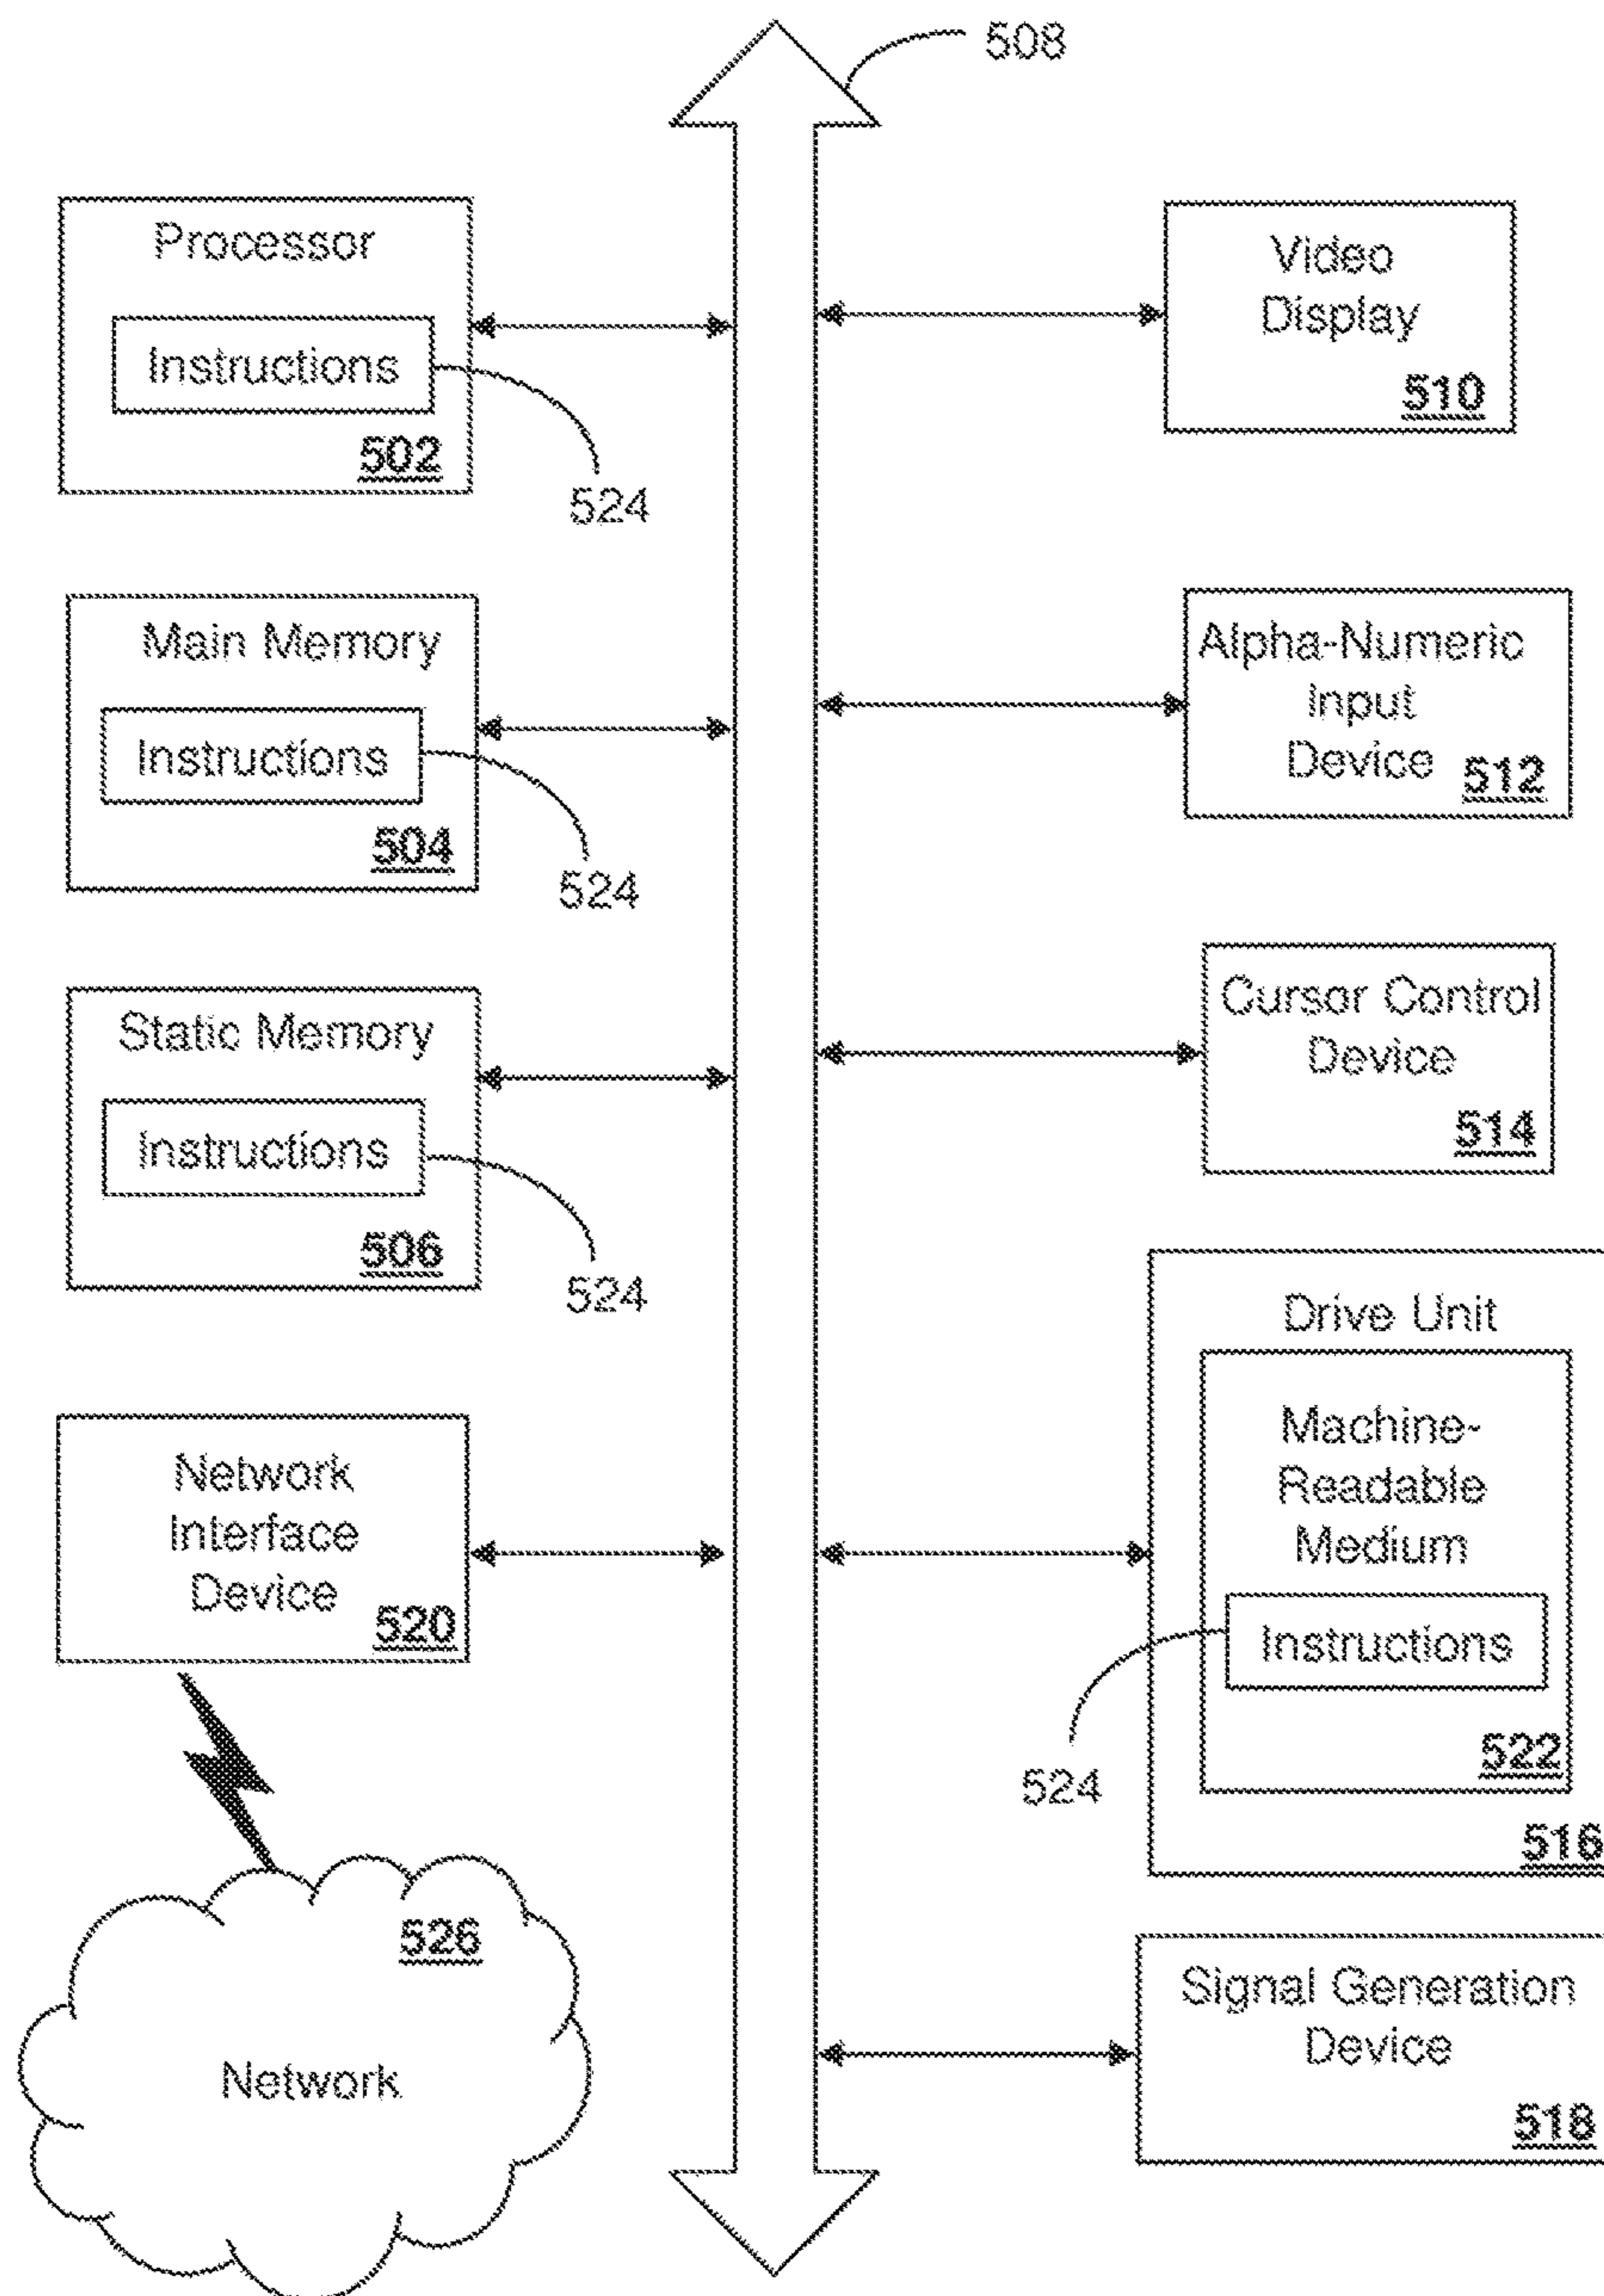 508
Processor
Instructions
502
524
Main Memory
Instructions
504
524
Static Memory
Instructions
506
524
Network
Interface
Device
520
526
Network
Video
Display
510
Alpha-Numeric
Input
Device 512
Cursor Control
Device
514
Drive Unit
Machine-
Readable
Medium
Instructions
524
522
516
Signal Generation
Device
518